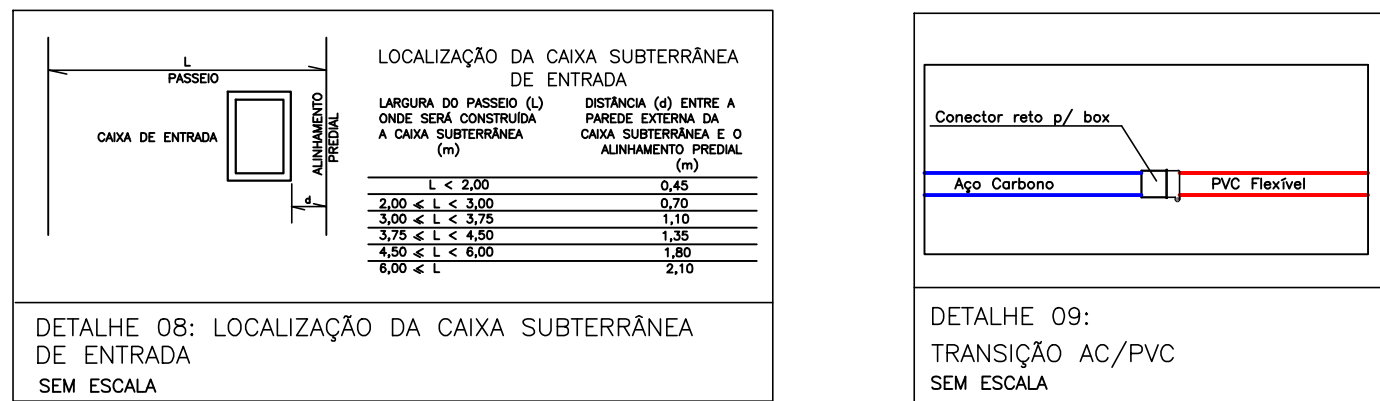 L
PASSEIO
CAIXA DE ENTRADA
ALINHAMENTO
PREDIAL
d
LOCALIZAÇÃO DA CAIXA SUBTERRÂNEA
DE ENTRADA
LARGURA DO PASSEIO (L)
ONDE SERÁ CONSTRUÍDA
A CAIXA SUBTERRÂNEA
(m)
DISTÂNCIA (d) ENTRE A
PAREDE EXTERNA DA
CAIXA SUBTERRÂNEA E O
ALINHAMENTO PREDIAL
(m)
L < 2,00 0,45
2,00 ⩽ L < 3,00 0,70
3,00 ⩽ L < 3,75 1,10
3,75 ⩽ L < 4,50 1,35
4,50 ⩽ L < 6,00 1,80
6,00 ⩽ L 2,10
DETALHE 08: LOCALIZAÇÃO DA CAIXA SUBTERRÂNEA
DE ENTRADA
SEM ESCALA
Conector reto p/ box
Aço Carbono PVC Flexível
DETALHE 09:
TRANSIÇÃO AC/PVC
SEM ESCALA